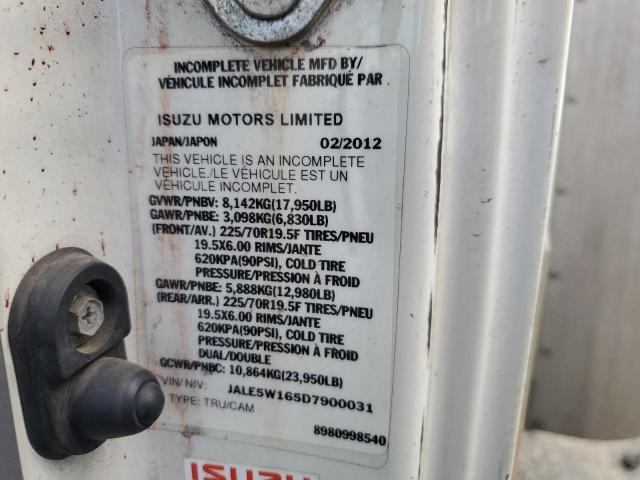 INCOMPLETE VEHICLE MFD BY/
VÉHICULE INCOMPLET FABRIQUÉ PAR
ISUZU MOTORS LIMITED
JAPAN/JAPON 02/2012
THIS VEHICLE IS AN INCOMPLETE
VEHICLE./LE VÉHICULE EST UN
VÉHICULE INCOMPLET.
GVWR/PNBV: 8,142KG(17,950LB)
GAWR/PNBE: 3,098KG(6,830LB)
(FRONT/AV.) 225/70R19.5F TIRES/PNEU
19.5X6.00 RIMS/JANTE
620KPA(90PSI), COLD TIRE
PRESSURE/PRESSION À FROID
GAWR/PNBE: 5,888KG(12,980LB)
(REAR/ARR.) 225/70R19.5F TIRES/PNEU
19.5X6.00 RIMS/JANTE
620KPA(90PSI), COLD TIRE
PRESSURE/PRESSION À FROID
DUAL/DOUBLE
GCWR/PNBC: 10,864KG(23,950LB)
VIN/NIV: JALE5W165D7900031
TYPE: TRU/CAM
8980998540
ISUZU